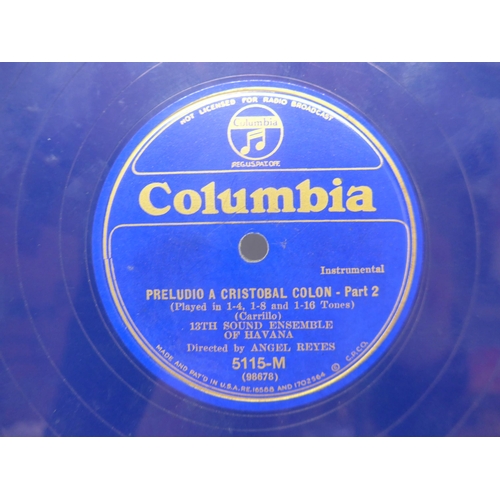 NOT LICENSED FOR RADIO BROADCAST
Columbia
REG.U.S.PAT.OFF.
Columbia
Instrumental
PRELUDIO A CRISTOBAL COLON - Part 2
(Played in 1-4, 1-8 and 1-16 Tones)
(Carrillo)
13TH SOUND ENSEMBLE
OF HAVANA
Directed by ANGEL REYES
5115-M
(98678)
MADE AND PAT'D IN U.S.A. RE.16588 AND 1702564
© C.P.CO.